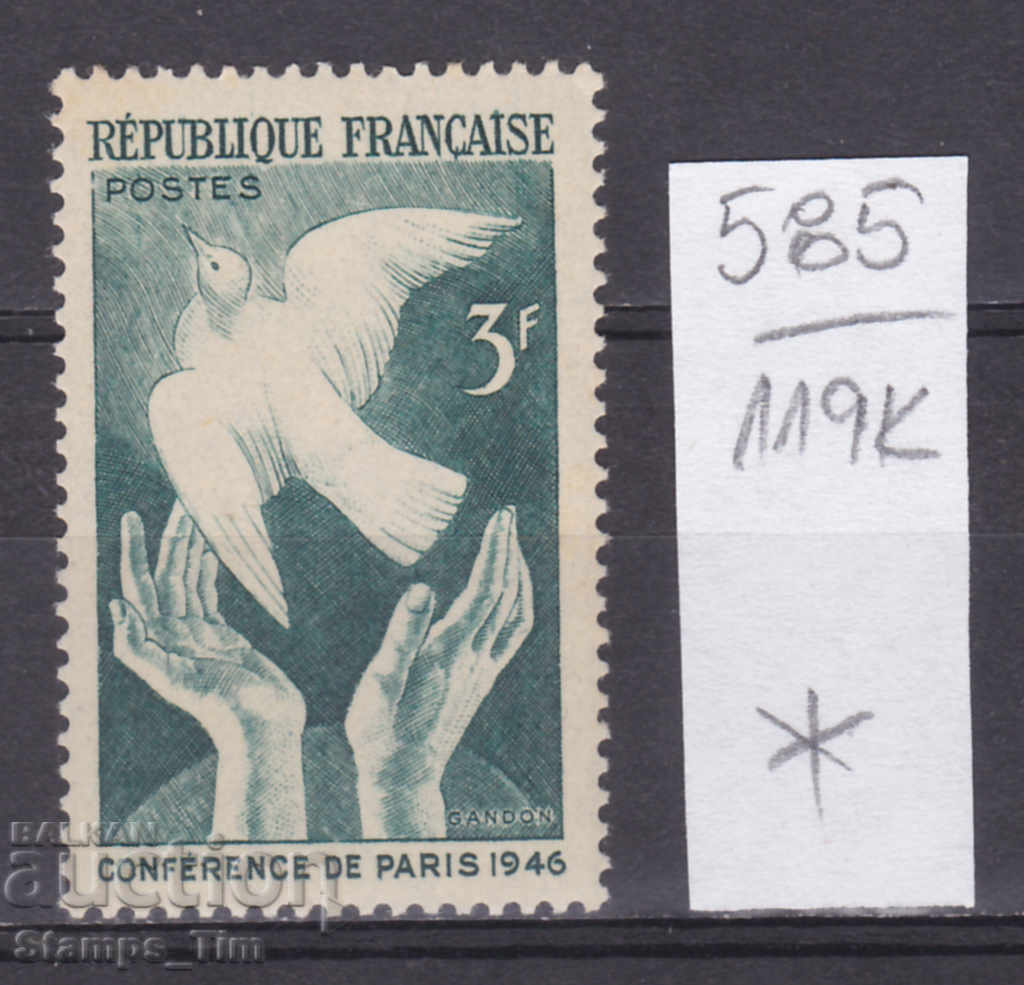 RÉPUBLIQUE FRANÇAISE
POSTES
3F
GANDON
CONFÉRENCE DE PARIS 1946
585
119K
*
BALKAN
auction
Stamps_Tim